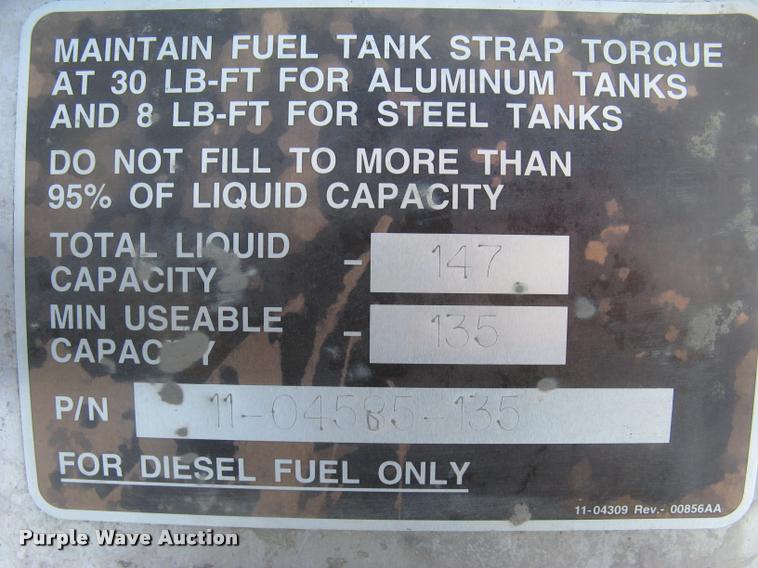 MAINTAIN FUEL TANK STRAP TORQUE
AT 30 LB-FT FOR ALUMINUM TANKS
AND 8 LB-FT FOR STEEL TANKS
DO NOT FILL TO MORE THAN
95% OF LIQUID CAPACITY
TOTAL LIQUID
CAPACITY - 147
MIN USEABLE
CAPACITY - 135
P/N 11-04585-135
FOR DIESEL FUEL ONLY
11-04309 Rev.- 00856AA
Purple Wave Auction